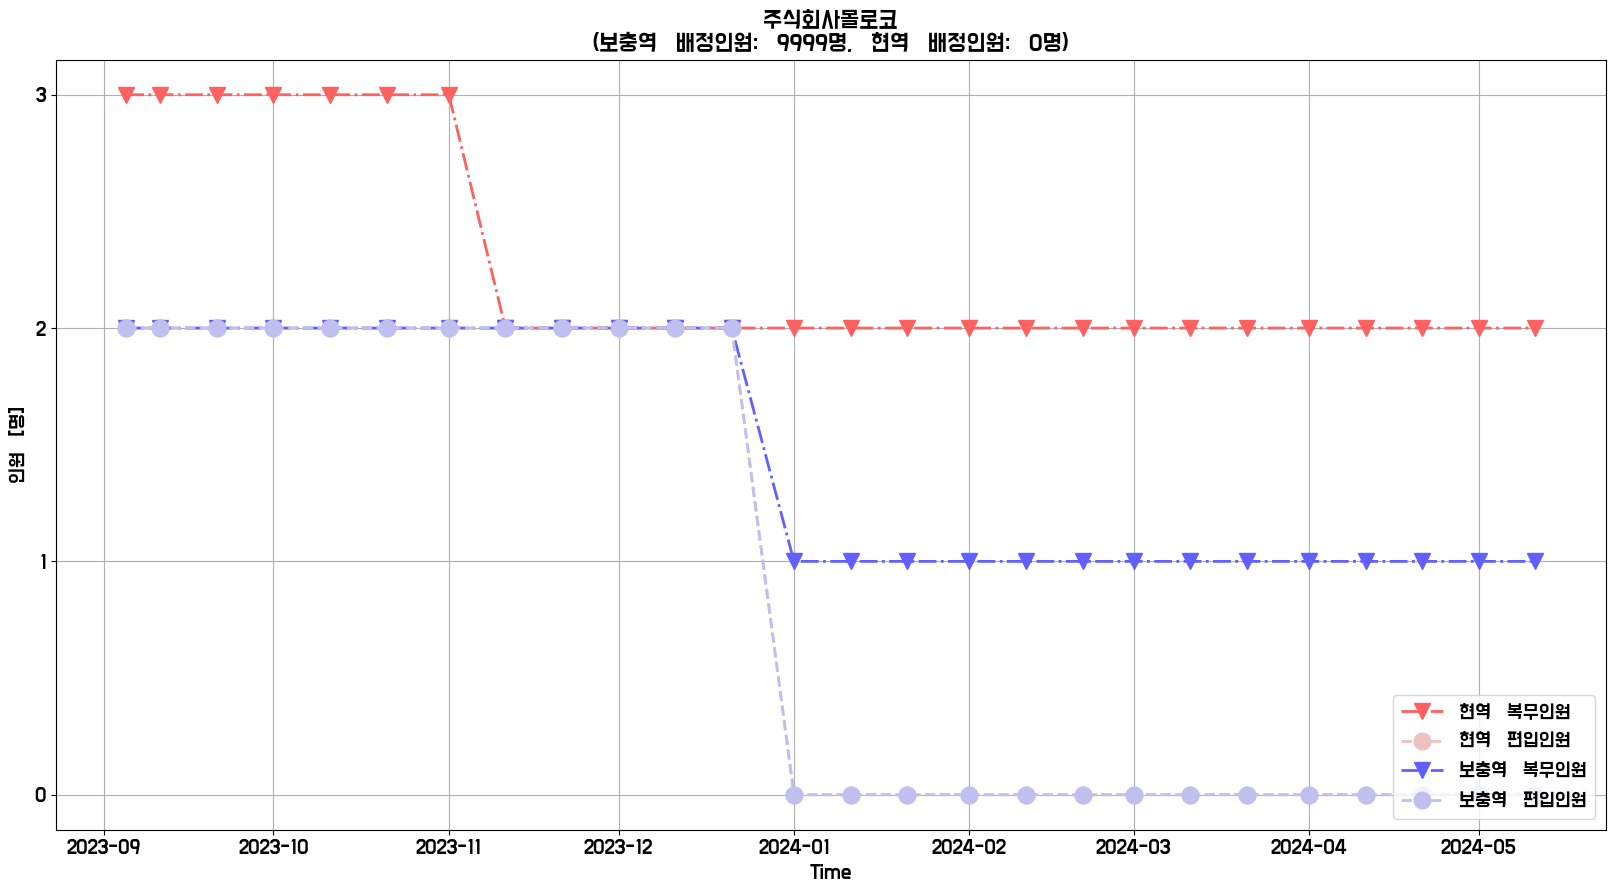 주식회사몰로코
(보충역 배정인원: 9999명, 현역 배정인원: 0명)
3
2
1
0
인원 [명]
2023-09 2023-10 2023-11 2023-12 2024-01 2024-02 2024-03 2024-04 2024-05
Time
현역 복무인원
현역 편입인원
보충역 복무인원
보충역 편입인원